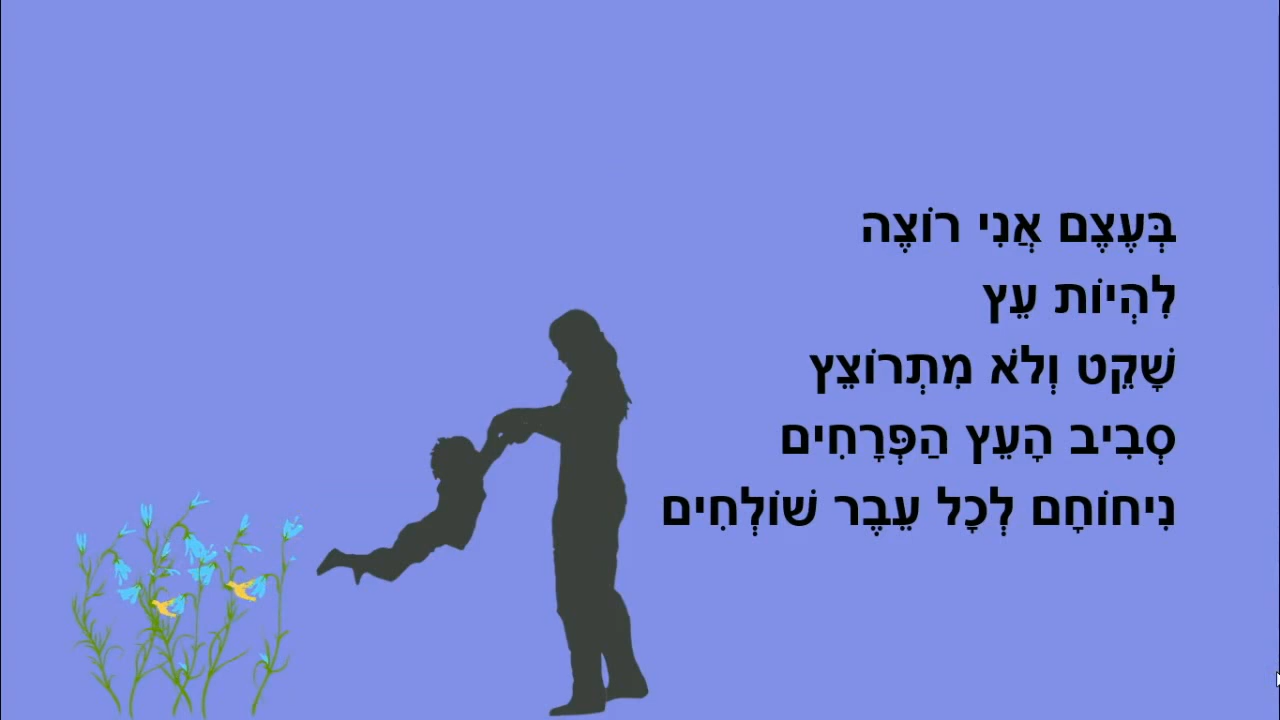 בְּעֶצֶם אֲנִי רוֹצֶה
לִהְיוֹת עֵץ
שָׁקֵט וְלֹא מִתְרוֹצֵץ
סְבִיב הָעֵץ הַפְּרָחִים
נִיחוֹחָם לְכָל עֵבֶר שׁוֹלְחִים